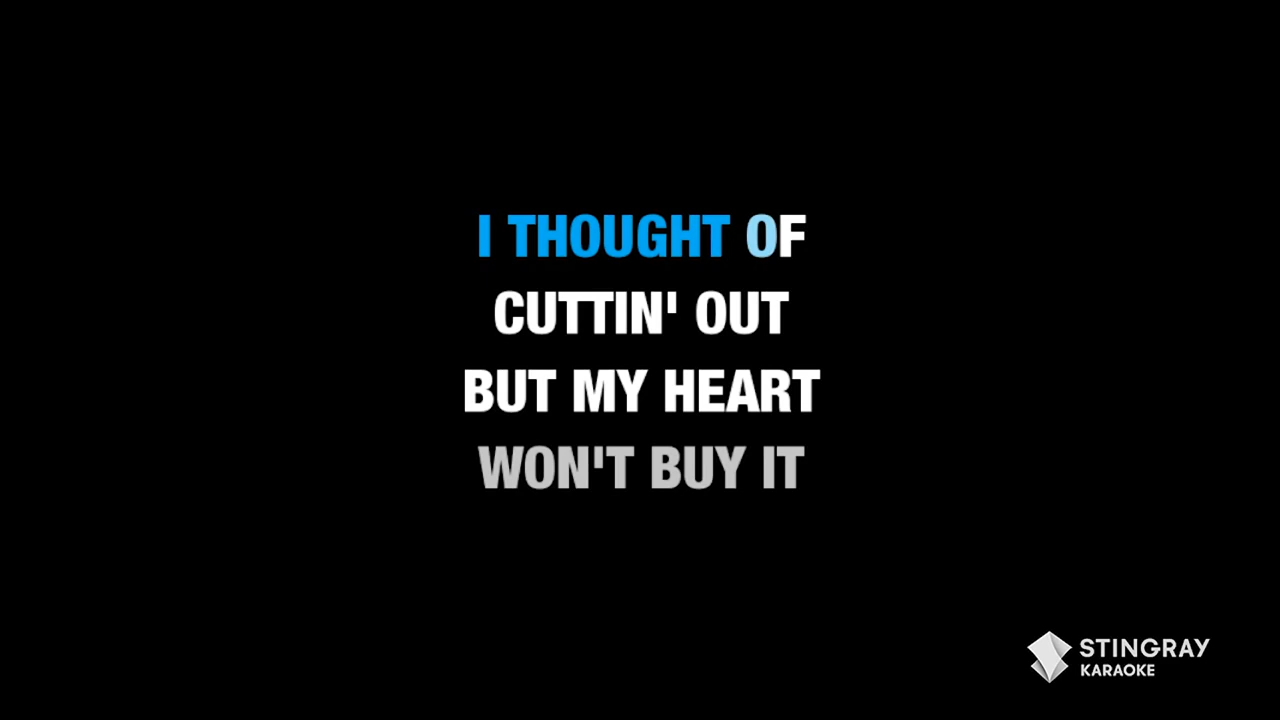 I THOUGHT OF
CUTTIN' OUT
BUT MY HEART
WON'T BUY IT
STINGRAY
KARAOKE